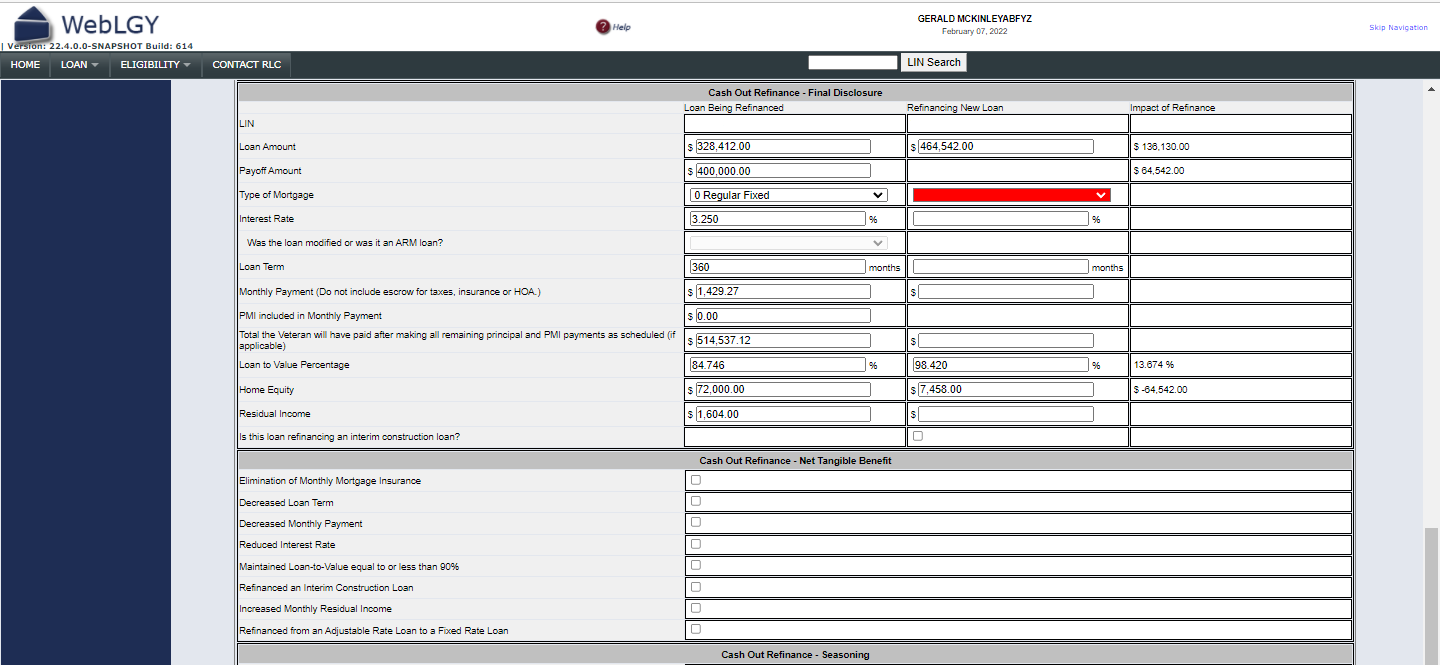 WebLGY
| Version: 22.4.0.0-SNAPSHOT Build: 614
? Help
GERALD MCKINLEYABFYZ
February 07, 2022
Skip Navigation
HOME LOAN ELIGIBILITY CONTACT RLC LIN Search
Cash Out Refinance - Final Disclosure
Loan Being Refinanced Refinancing New Loan Impact of Refinance
LIN
Loan Amount $ 328,412.00 $ 464,542.00 $ 136,130.00
Payoff Amount $ 400,000.00 $ 64,542.00
Type of Mortgage 0 Regular Fixed
Interest Rate 3.250 % %
Was the loan modified or was it an ARM loan?
Loan Term 360 months months
Monthly Payment (Do not include escrow for taxes, insurance or HOA.) $ 1,429.27 $
PMI included in Monthly Payment $ 0.00
Total the Veteran will have paid after making all remaining principal and PMI payments as scheduled (if
applicable) $ 514,537.12 $
Loan to Value Percentage 84.746 % 98.420 % 13.674 %
Home Equity $ 72,000.00 $ 7,458.00 $ -64,542.00
Residual Income $ 1,604.00 $
Is this loan refinancing an interim construction loan?
Cash Out Refinance - Net Tangible Benefit
Elimination of Monthly Mortgage Insurance
Decreased Loan Term
Decreased Monthly Payment
Reduced Interest Rate
Maintained Loan-to-Value equal to or less than 90%
Refinanced an Interim Construction Loan
Increased Monthly Residual Income
Refinanced from an Adjustable Rate Loan to a Fixed Rate Loan
Cash Out Refinance - Seasoning